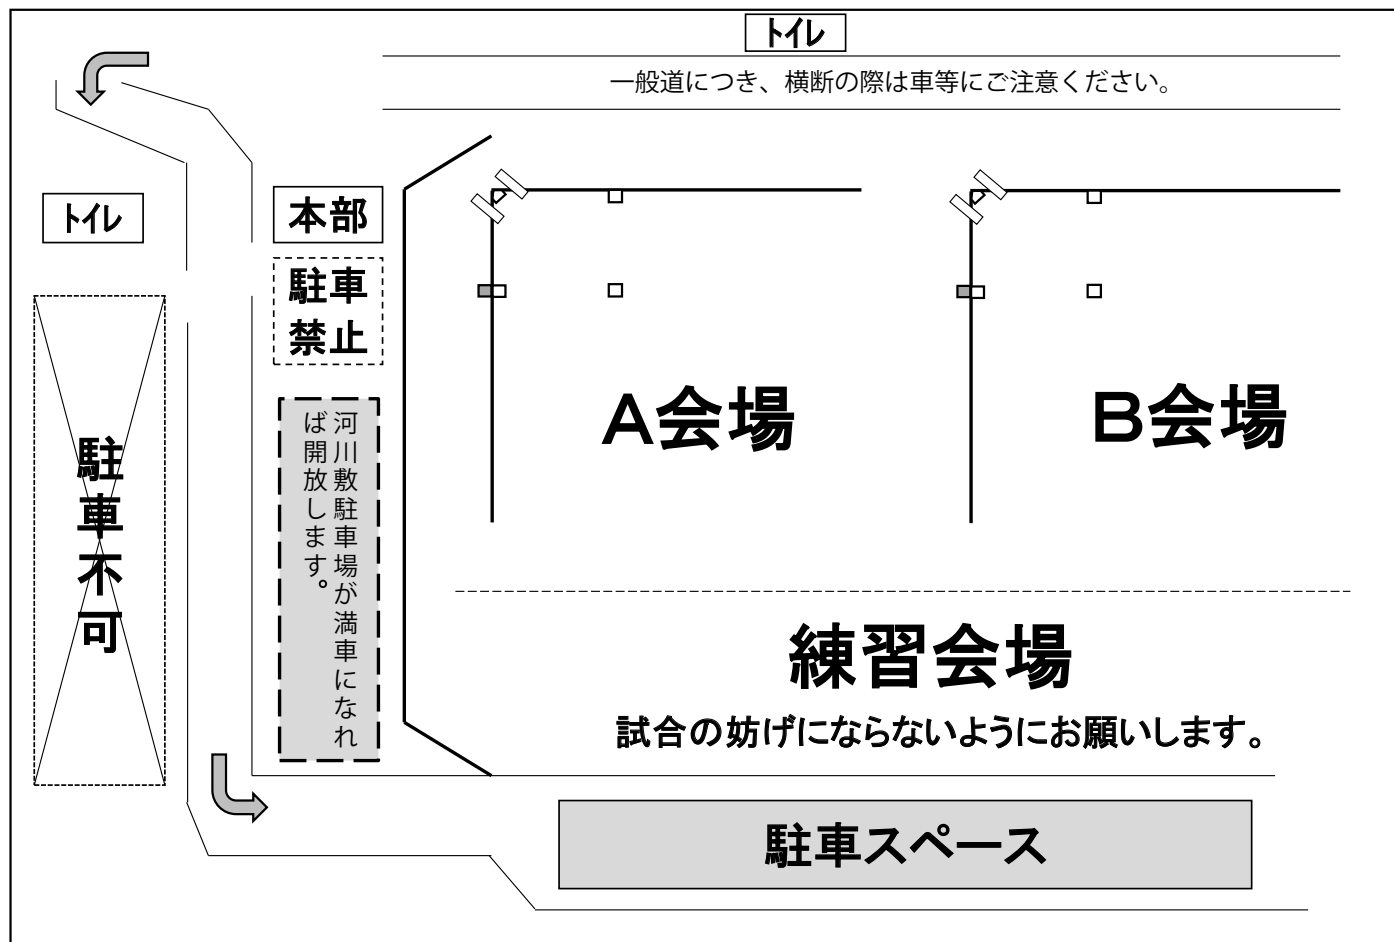 トイレ
一般道につき、横断の際は車等にご注意ください。
トイレ
本部
駐車
禁止
A会場
B会場
河川敷駐車場が満車になれ
ば開放します。
駐車不可
練習会場
試合の妨げにならないようにお願いします。
駐車スペース